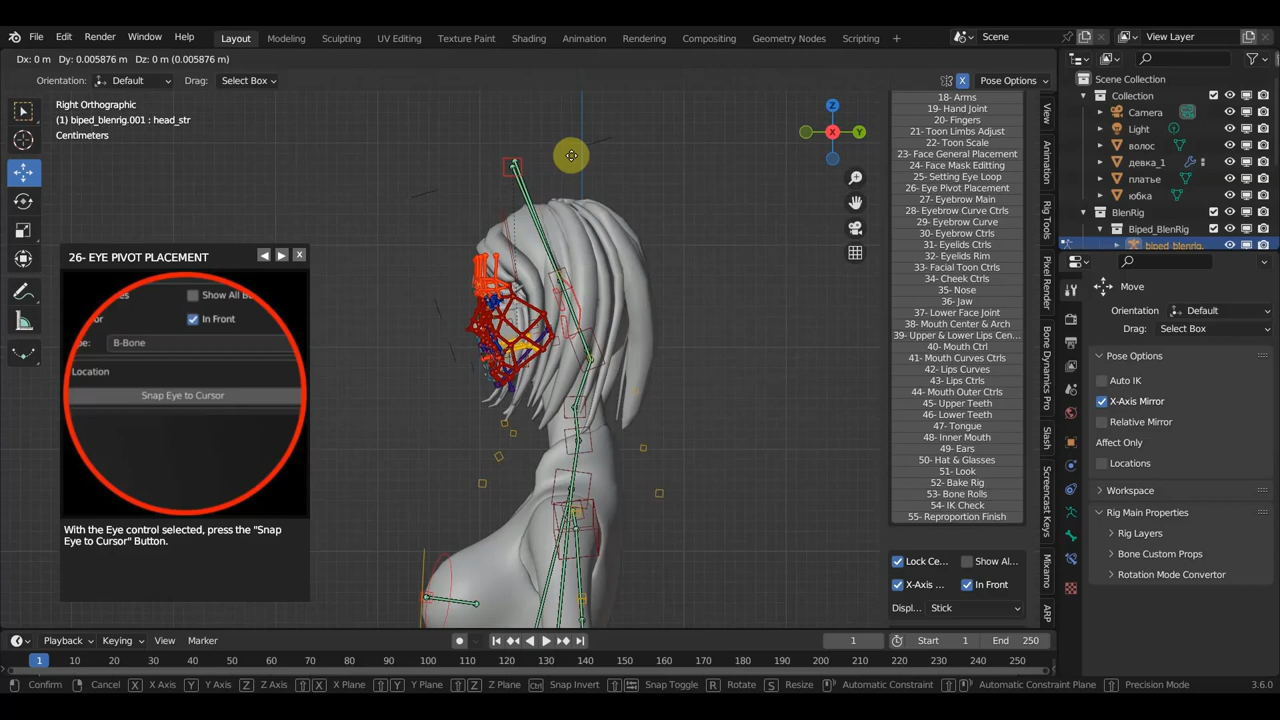 File Edit Render Window Help Layout Modeling Sculpting UV Editing Texture Paint Shading Animation Rendering Compositing Geometry Nodes Scripting + Scene View Layer
Dx: 0 m Dy: 0.005876 m Dz: 0 m (0.005876 m)
Orientation: Default Drag: Select Box X Pose Options
Right Orthographic
(1) biped_blenrig.001 : head_str
Centimeters
Z
Y
X
18- Arms
19- Hand Joint
20- Fingers
21- Toon Limbs Adjust
22- Toon Scale
23- Face General Placement
24- Face Mask Editing
25- Setting Eye Loop
26- Eye Pivot Placement
27- Eyebrow Main
28- Eyebrow Curve Ctrls
29- Eyebrow Curve
30- Eyebrow Ctrls
31- Eyelids Ctrls
32- Eyelids Rim
33- Facial Toon Ctrls
34- Cheek Ctrls
35- Nose
36- Jaw
37- Lower Face Joint
38- Mouth Center & Arch
39- Upper & Lower Lips Cen...
40- Mouth Ctrl
41- Mouth Curves Ctrls
42- Lips Curves
43- Lips Ctrls
44- Mouth Outer Ctrls
45- Upper Teeth
46- Lower Teeth
47- Tongue
48- Inner Mouth
49- Ears
50- Hat & Glasses
51- Look
52- Bake Rig
53- Bone Rolls
54- IK Check
55- Reproportion Finish
Lock Ce... Show Al...
X-Axis ... In Front
Displ... Stick
View
Animation
Rig Tools
Pixel Render
Bone Dynamics Pro
Slash
Screencast Keys
Mixamo
ARP
Scene Collection
Collection
Camera
Light
волос
девка_1
платье
юбка
BlenRig
Biped_BlenRig
biped_blenrig.
Move
Orientation: Default
Drag: Select Box
Pose Options
Auto IK
X-Axis Mirror
Relative Mirror
Affect Only
Locations
Workspace
Rig Main Properties
Rig Layers
Bone Custom Props
Rotation Mode Convertor
26- EYE PIVOT PLACEMENT
Show All Bo
In Front
B-Bone
Location
Snap Eye to Cursor
With the Eye control selected, press the "Snap
Eye to Cursor" Button.
Playback Keying View Marker 1 Start 1 End 250
1 10 20 30 40 50 60 70 80 90 100 110 120 130 140 150 160 170 180 190 200 210 220 230 240 250
Confirm Cancel X X Axis Y Y Axis Z Z Axis X X Plane Y Y Plane Z Z Plane Ctrl Snap Invert Snap Toggle R Rotate S Resize Automatic Constraint Automatic Constraint Plane Precision Mode 3.6.0